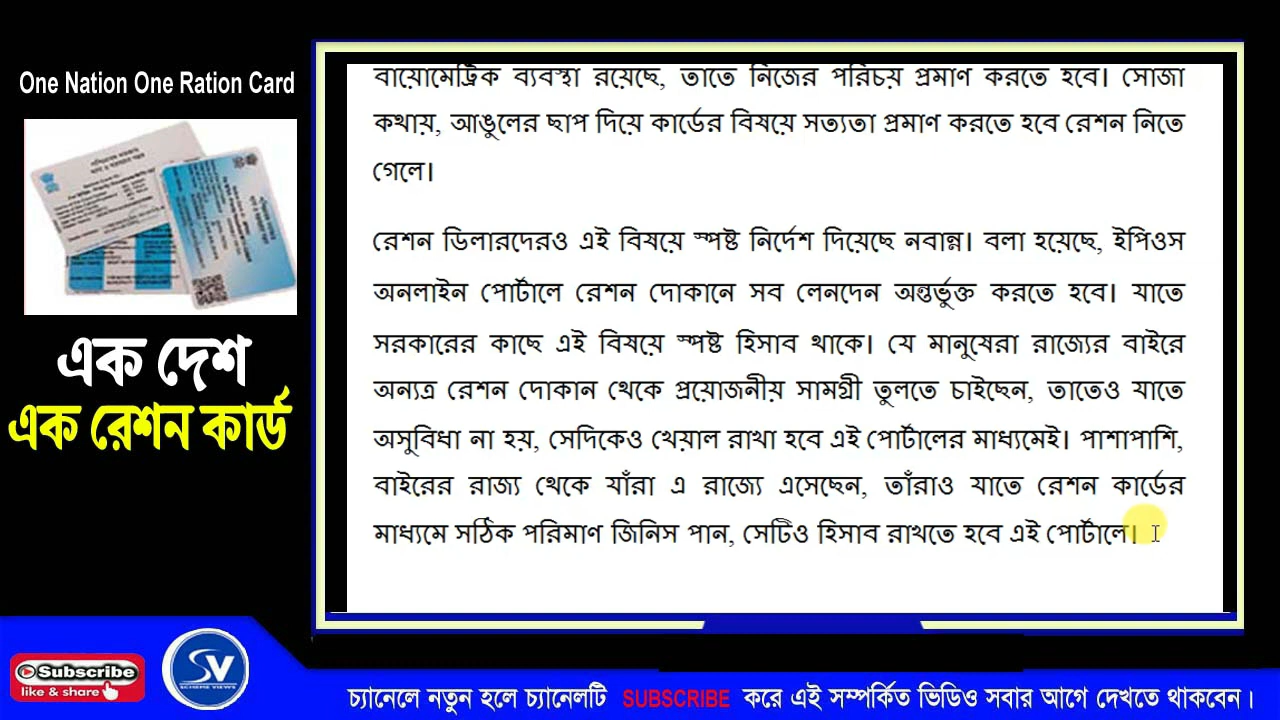 One Nation One Ration Card
এক দেশ
এক রেশন কার্ড
বায়োমেট্রিক ব্যবস্থা রয়েছে, তাতে নিজের পরিচয় প্রমাণ করতে হবে। সোজা
কথায়, আঙুলের ছাপ দিয়ে কার্ডের বিষয়ে সত্যতা প্রমাণ করতে হবে রেশন নিতে
গেলে।
রেশন ডিলারদেরও এই বিষয়ে স্পষ্ট নির্দেশ দিয়েছে নবান্ন। বলা হয়েছে, ইপিওস
অনলাইন পোর্টালে রেশন দোকানে সব লেনদেন অন্তর্ভুক্ত করতে হবে। যাতে
সরকারের কাছে এই বিষয়ে স্পষ্ট হিসাব থাকে। যে মানুষেরা রাজ্যের বাইরে
অন্যত্র রেশন দোকান থেকে প্রয়োজনীয় সামগ্রী তুলতে চাইছেন, তাতেও যাতে
অসুবিধা না হয়, সেদিকেও খেয়াল রাখা হবে এই পোর্টালের মাধ্যমেই। পাশাপাশি,
বাইরের রাজ্য থেকে যাঁরা এ রাজ্যে এসেছেন, তাঁরাও যাতে রেশন কার্ডের
মাধ্যমে সঠিক পরিমাণ জিনিস পান, সেটিও হিসাব রাখতে হবে এই পোর্টালে।
Subscribe
like & share
SV
SCHEME VIEWS
চ্যানেলে নতুন হলে চ্যানেলটি SUBSCRIBE করে এই সম্পর্কিত ভিডিও সবার আগে দেখতে থাকবেন।